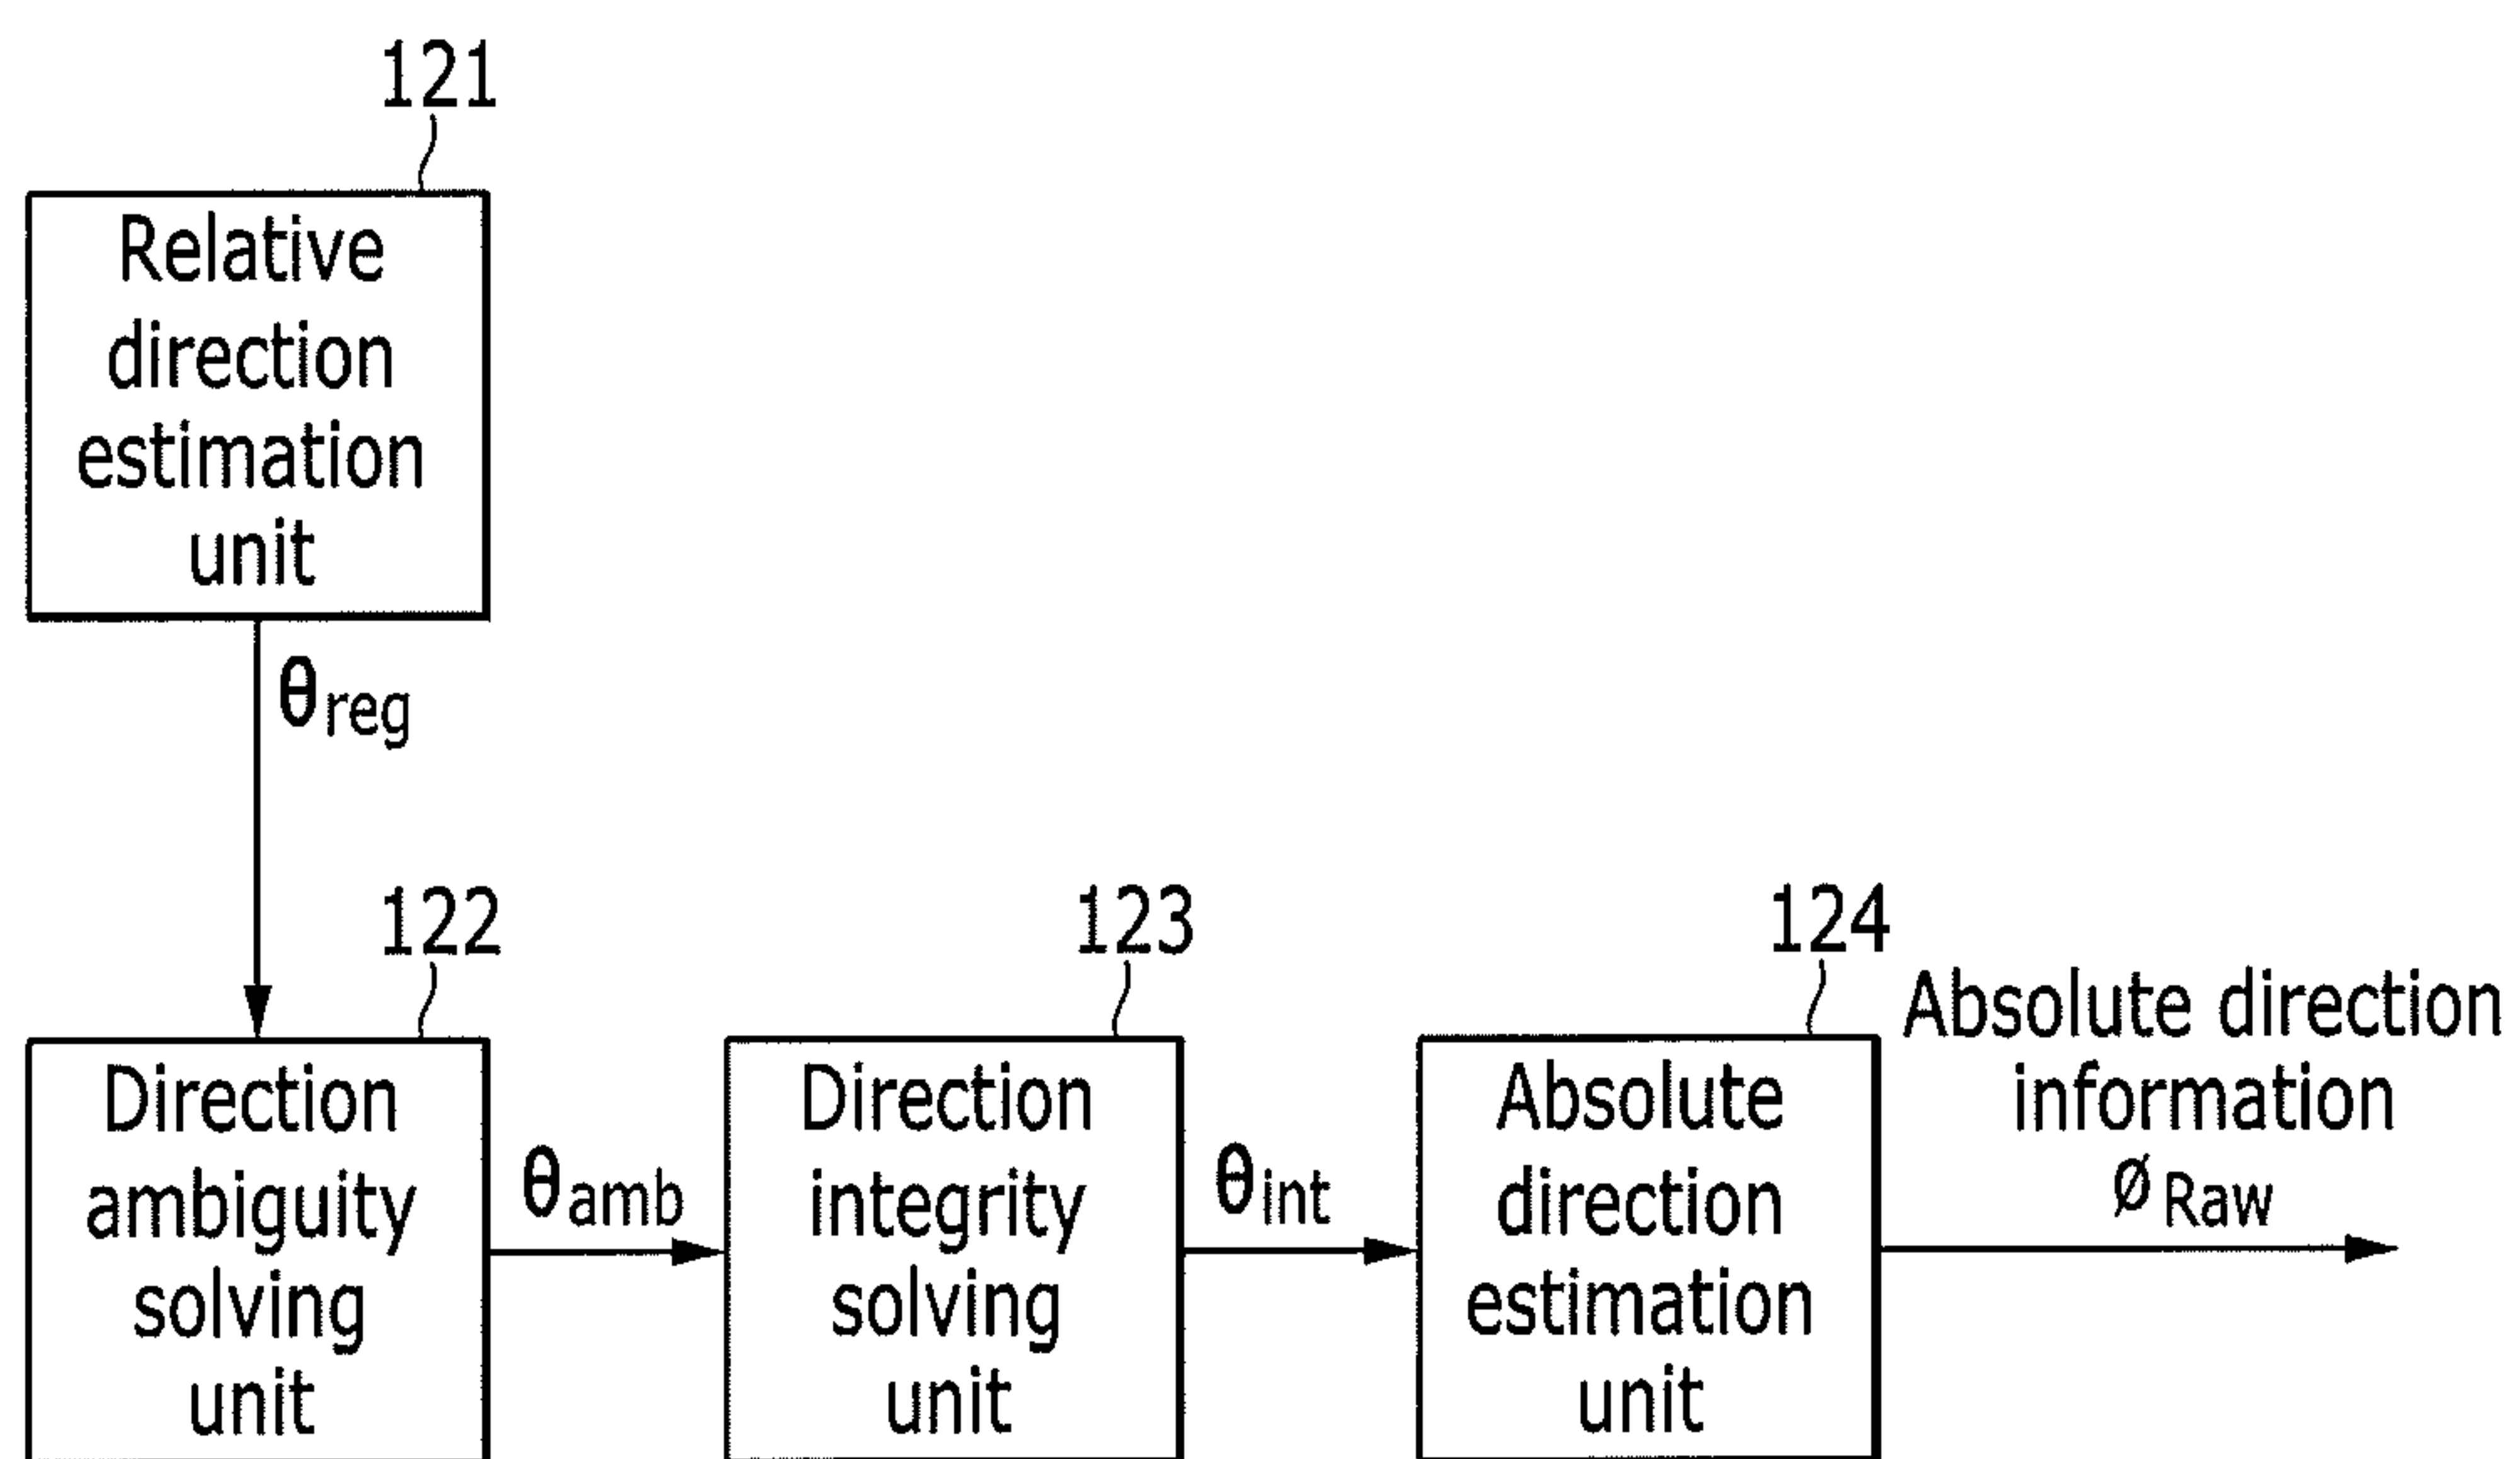 121
Relative
direction
estimation
unit
θreg
122
Direction
ambiguity
solving
unit
θamb
123
Direction
integrity
solving
unit
θint
124
Absolute
direction
estimation
unit
Absolute direction
information
ØRaw